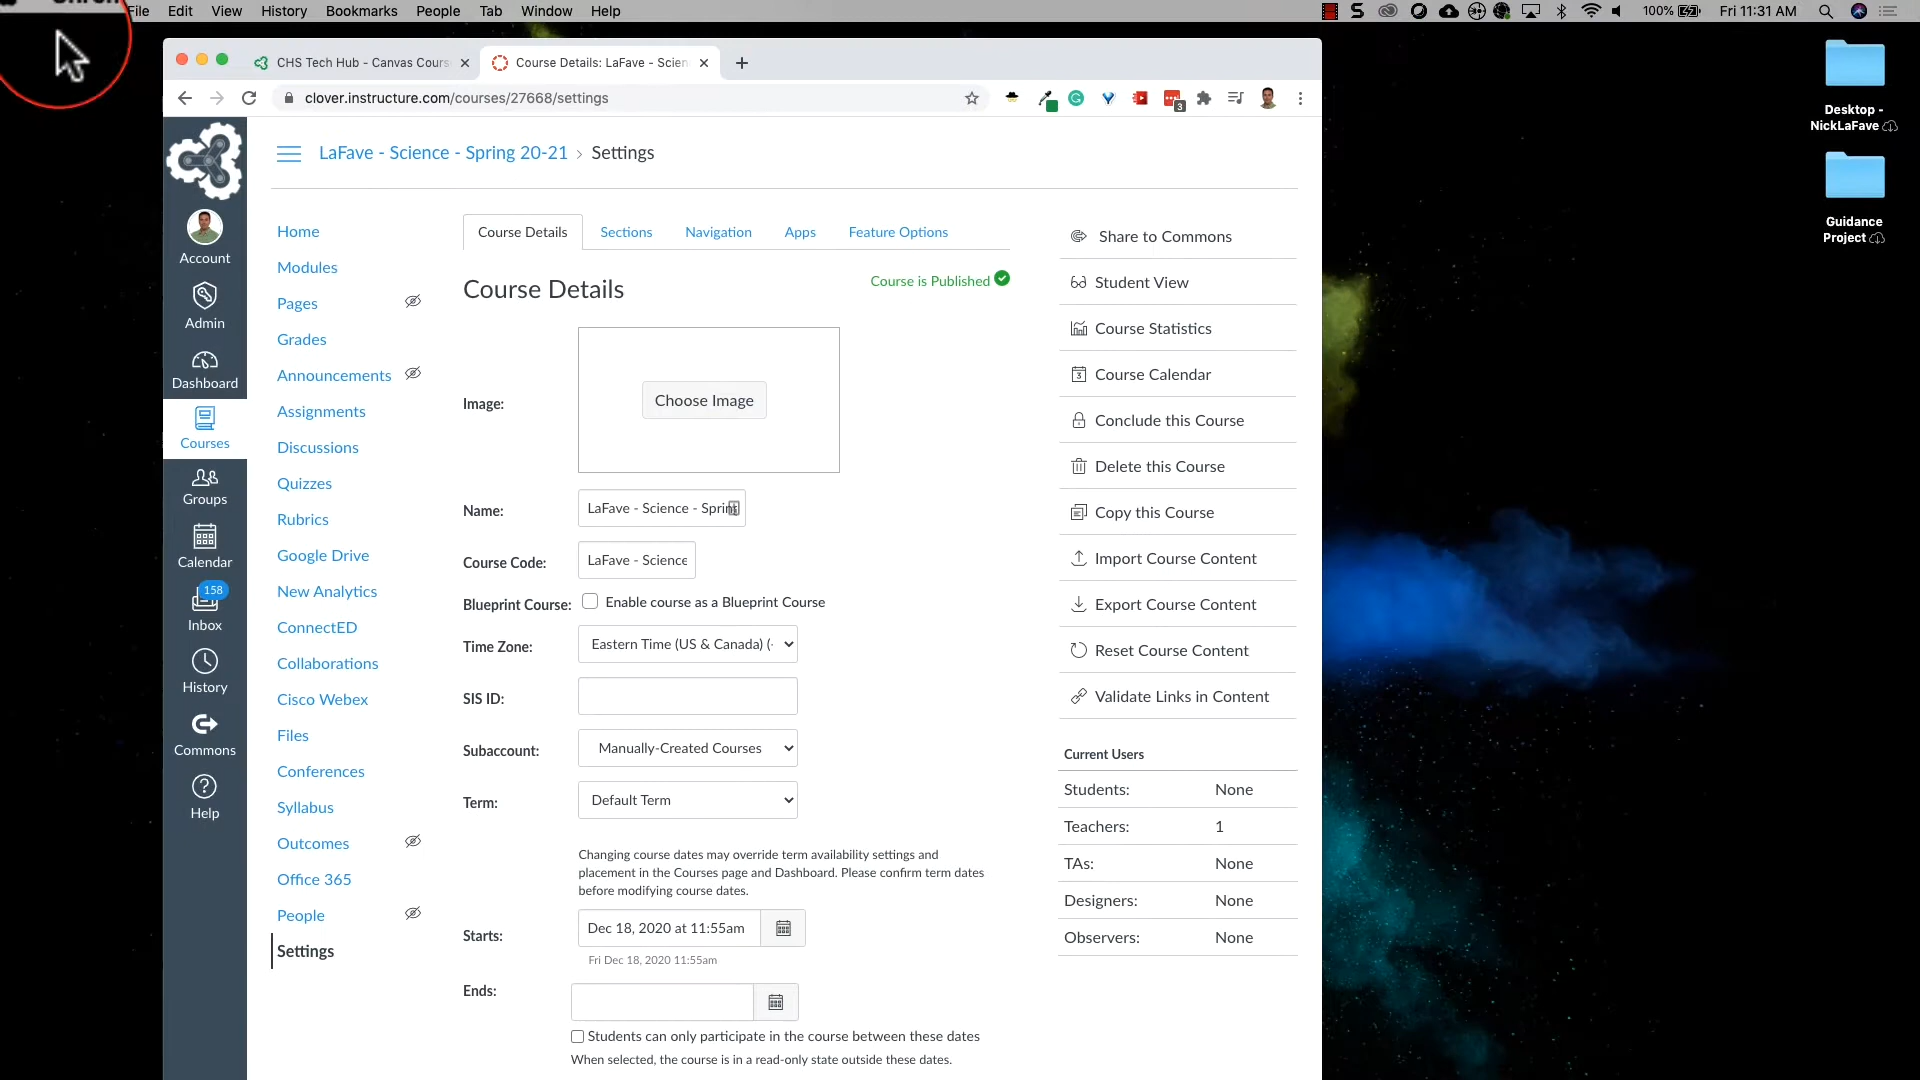 File Edit View History Bookmarks People Tab Window Help 100% Fri 11:31 AM
CHS Tech Hub - Canvas Cours
Course Details: LaFave - Scien
clover.instructure.com/courses/27668/settings
3
Desktop -
NickLaFave
Guidance
Project
LaFave - Science - Spring 20-21 › Settings
Account
Admin
Dashboard
Courses
Groups
Calendar
158
Inbox
History
Commons
Help
Home
Modules
Pages
Grades
Announcements
Assignments
Discussions
Quizzes
Rubrics
Google Drive
New Analytics
ConnectED
Collaborations
Cisco Webex
Files
Conferences
Syllabus
Outcomes
Office 365
People
Settings
Course Details Sections Navigation Apps Feature Options
Course Details
Course is Published
Image:
Choose Image
Name: LaFave - Science - Spring
Course Code: LaFave - Science
Blueprint Course: Enable course as a Blueprint Course
Time Zone: Eastern Time (US & Canada) (-
SIS ID:
Subaccount: Manually-Created Courses
Term: Default Term
Changing course dates may override term availability settings and
placement in the Courses page and Dashboard. Please confirm term dates
before modifying course dates.
Starts: Dec 18, 2020 at 11:55am
Fri Dec 18, 2020 11:55am
Ends:
Students can only participate in the course between these dates
When selected, the course is in a read-only state outside these dates.
Share to Commons
Student View
Course Statistics
3
Course Calendar
Conclude this Course
Delete this Course
Copy this Course
Import Course Content
Export Course Content
Reset Course Content
Validate Links in Content
Current Users
Students: None
Teachers: 1
TAs: None
Designers: None
Observers: None